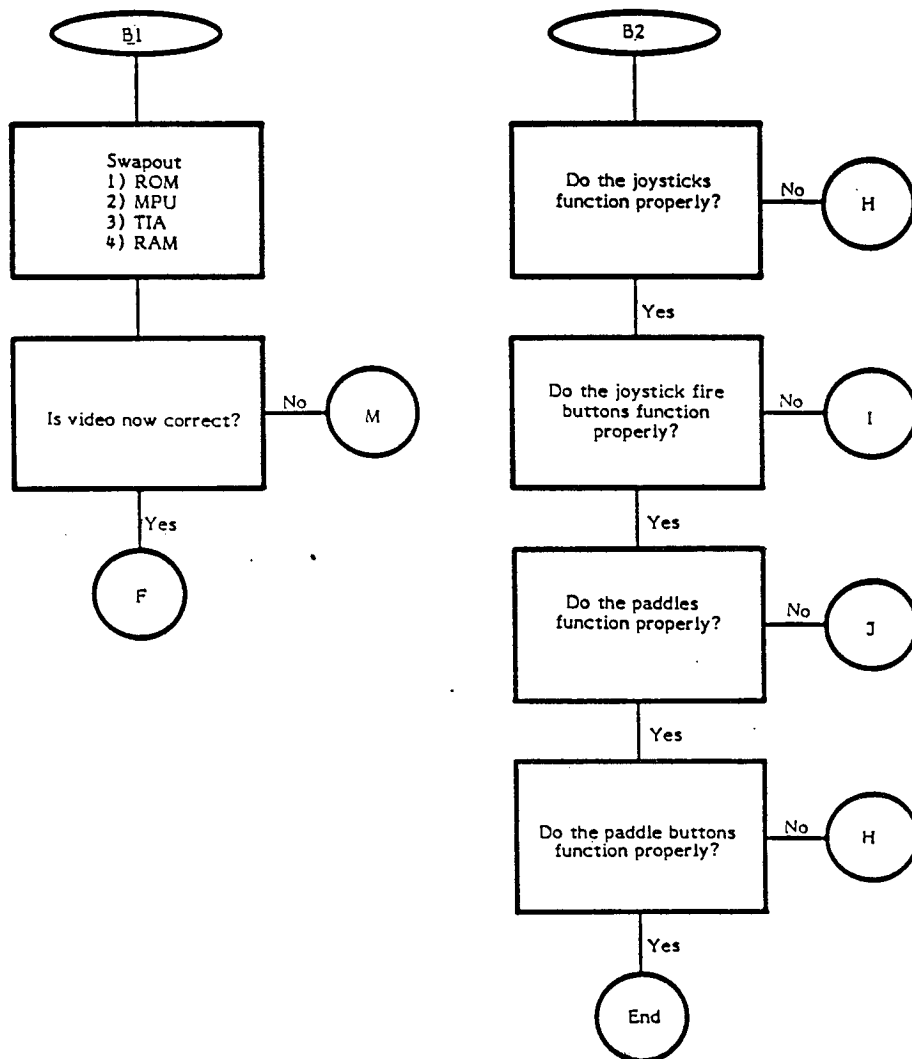 B1
Swapout
1) ROM
2) MPU
3) TIA
4) RAM
Is video now correct?
No
M
Yes
F
B2
Do the joysticks
function properly?
No
H
Yes
Do the joystick fire
buttons function
properly?
No
I
Yes
Do the paddles
function properly?
No
J
Yes
Do the paddle buttons
function properly?
No
H
Yes
End